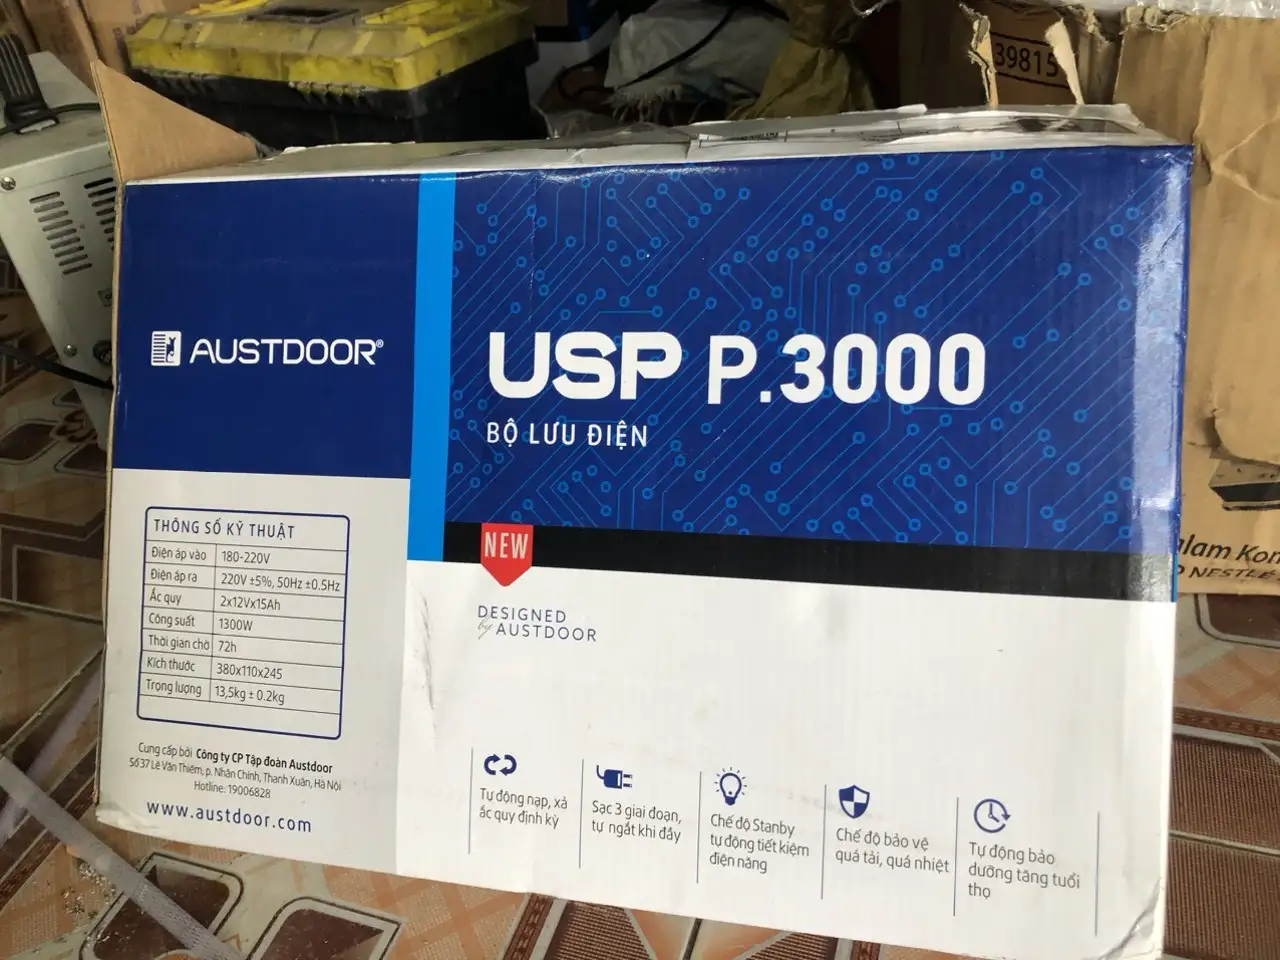 39815
AUSTDOOR®
USP P.3000
BỘ LƯU ĐIỆN
NEW
DESIGNED
by AUSTDOOR
THÔNG SỐ KỸ THUẬT
Điện áp vào 180-220V
Điện áp ra 220V ±5%, 50Hz ±0.5Hz
Ắc quy 2x12Vx15Ah
Công suất 1300W
Thời gian chờ 72h
Kích thước 380x110x245
Trọng lượng 13,5kg ± 0.2kg
Cung cấp bởi Công ty CP Tập đoàn Austdoor
Số 37 Lê Văn Thiêm, p. Nhân Chính, Thanh Xuân, Hà Nội
Hotline: 19006828
www.austdoor.com
Tự động nạp, xả
ắc quy định kỳ
Sạc 3 giai đoạn,
tự ngắt khi đầy
Chế độ Stanby
tự động tiết kiệm
điện năng
Chế độ bảo vệ
quá tải, quá nhiệt
Tự động bảo
dưỡng tăng tuổi
thọ
NESTLÉ